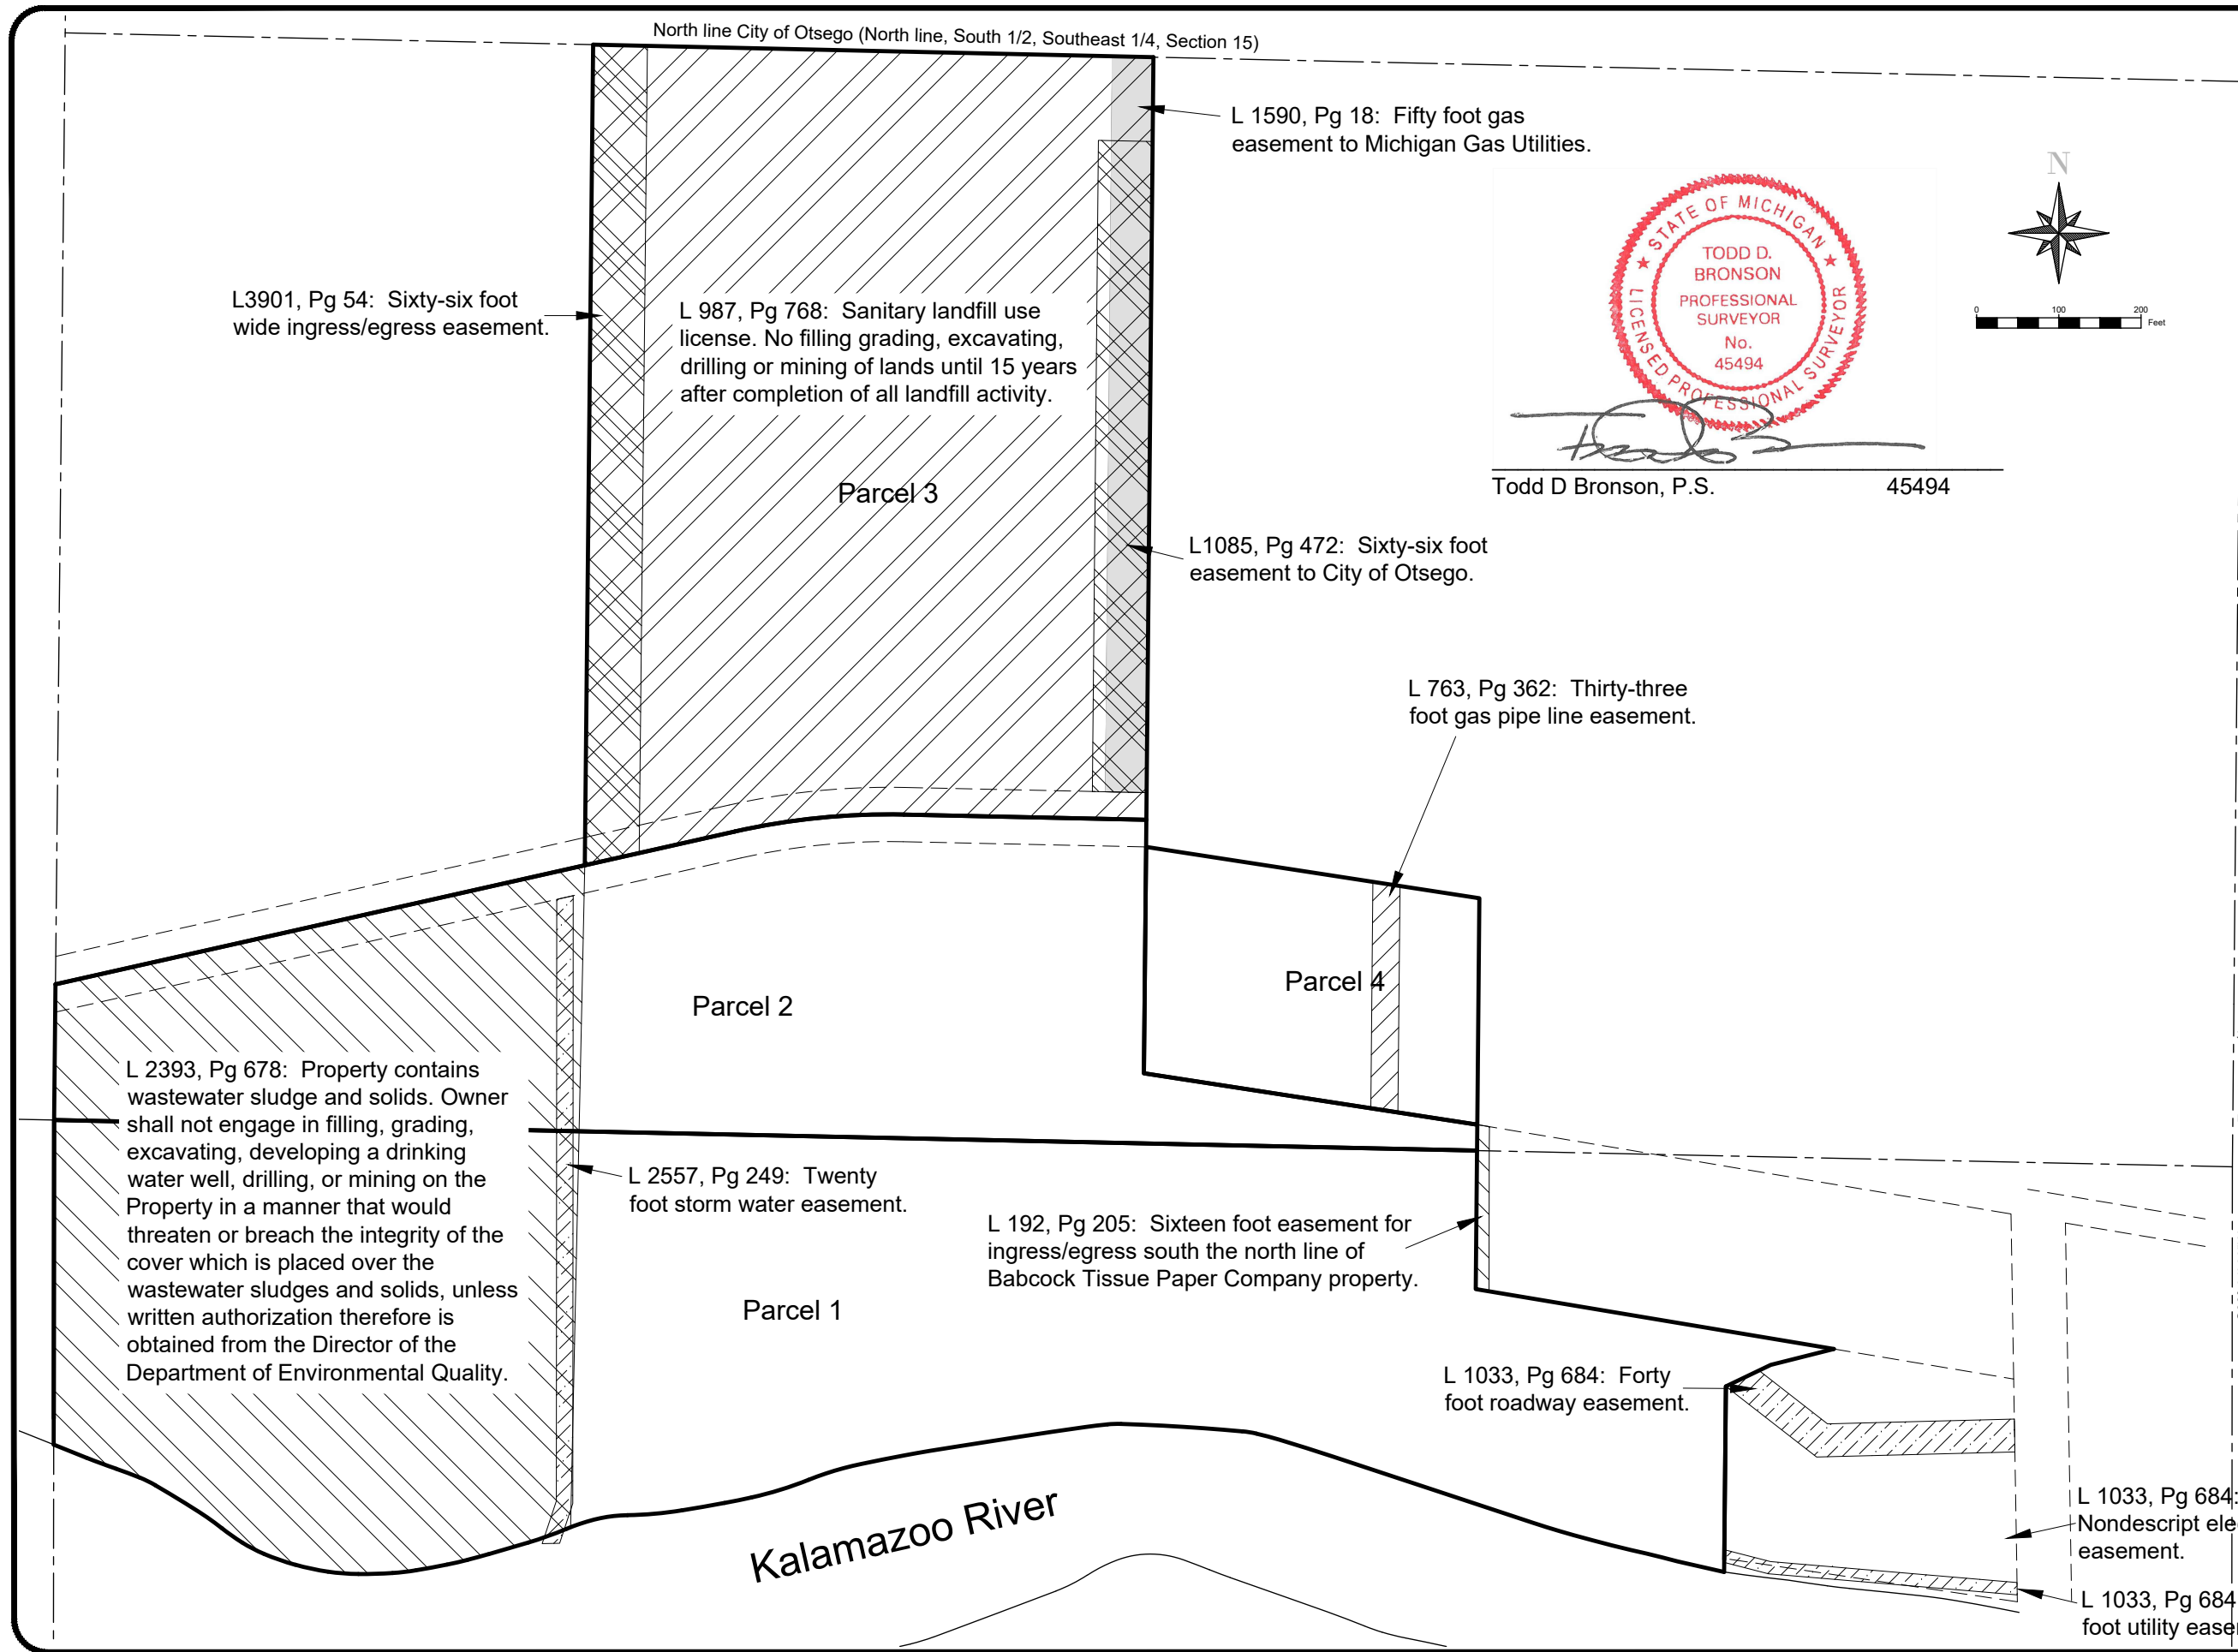 North line City of Otsego (North line, South 1/2, Southeast 1/4, Section 15)
L 1590, Pg 18: Fifty foot gas
easement to Michigan Gas Utilities.
N
STATE OF MICHIGAN
TODD D.
BRONSON
PROFESSIONAL
SURVEYOR
No.
45494
LICENSED PROFESSIONAL SURVEYOR
0 100 200
Feet
L3901, Pg 54: Sixty-six foot
wide ingress/egress easement.
L 987, Pg 768: Sanitary landfill use
license. No filling grading, excavating,
drilling or mining of lands until 15 years
after completion of all landfill activity.
Todd D Bronson, P.S. 45494
Parcel 3
L1085, Pg 472: Sixty-six foot
easement to City of Otsego.
L 763, Pg 362: Thirty-three
foot gas pipe line easement.
Parcel 4
Parcel 2
L 2393, Pg 678: Property contains
wastewater sludge and solids. Owner
shall not engage in filling, grading,
excavating, developing a drinking
water well, drilling, or mining on the
Property in a manner that would
threaten or breach the integrity of the
cover which is placed over the
wastewater sludges and solids, unless
written authorization therefore is
obtained from the Director of the
Department of Environmental Quality.
L 2557, Pg 249: Twenty
foot storm water easement.
L 192, Pg 205: Sixteen foot easement for
ingress/egress south the north line of
Babcock Tissue Paper Company property.
Parcel 1
L 1033, Pg 684: Forty
foot roadway easement.
Kalamazoo River
L 1033, Pg 684:
Nondescript ele
easement.
L 1033, Pg 684
foot utility ease